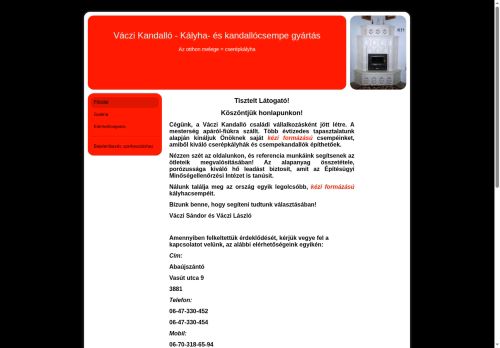 Váczi Kandalló - Kályha- és kandallócsempe gyártás
Az otthon melege = cserépkályha
Főoldal
Galéria
Elérhetőségeim
Bejelentkezés szerkesztéshez
Tisztelt Látogató!
Köszöntjük honlapunkon!
Cégünk, a Váczi Kandalló családi vállalkozásként jött létre. A
mesterség apáról-fiúkra szállt. Több évtizedes tapasztalatunk
alapján kínáljuk Önöknek saját kézi formázású csempéinket,
amiből kiváló cserépkályhák és csempekandallók építhetőek.
Nézzen szét az oldalunkon, és referencia munkáink segítsenek az
ötleteik megvalósításában! Az alapanyag összetétele,
porózussága kiváló hő leadást biztosít, amit az Építésügyi
Minőségellenőrzési Intézet is tanúsít.
Nálunk találja meg az ország egyik legolcsóbb, kézi formázású
kályhacsempéit.
Bízunk benne, hogy segíteni tudtunk választásában!
Váczi Sándor és Váczi László
Amennyiben felkeltettük érdeklődését, kérjük vegye fel a
kapcsolatot velünk, az alábbi elérhetőségeink egyikén:
Cím:
Abaújszántó
Vasút utca 9
3881
Telefon:
06-47-330-452
06-47-330-454
Mobil:
06-70-318-65-94